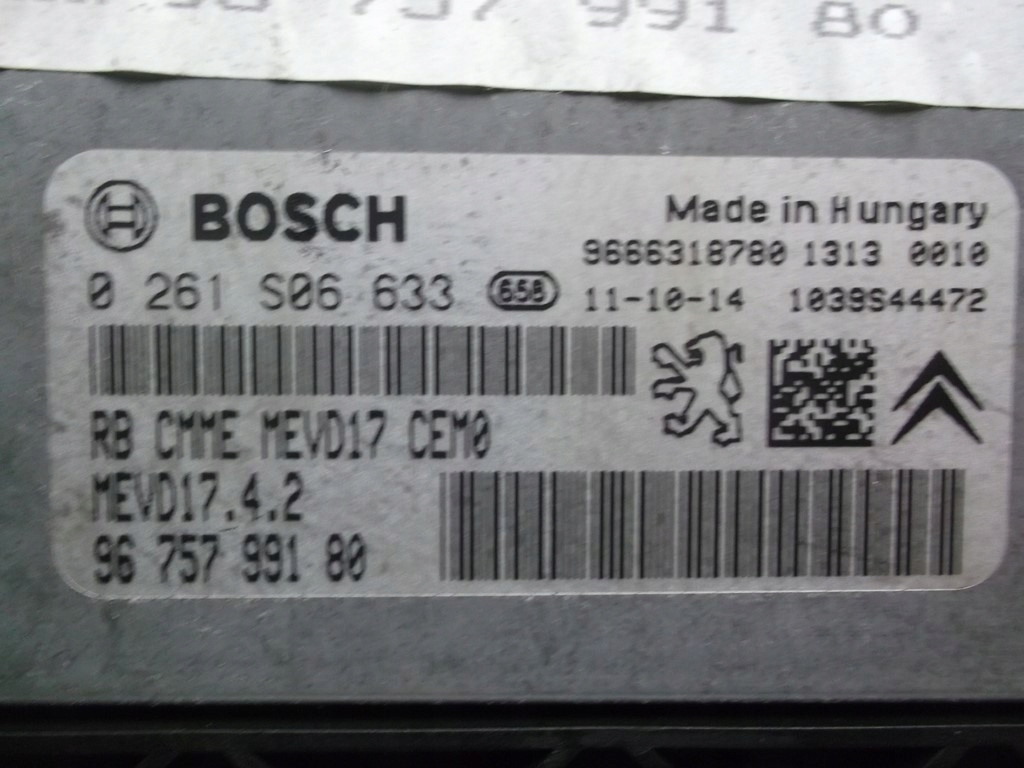 757 991 80
BOSCH
Made in Hungary
9666318780 1313 0010
0 261 S06 633 658
11-10-14 1039S44472
RB CMME MEVD17 CEM0
MEVD17.4.2
96 757 991 80